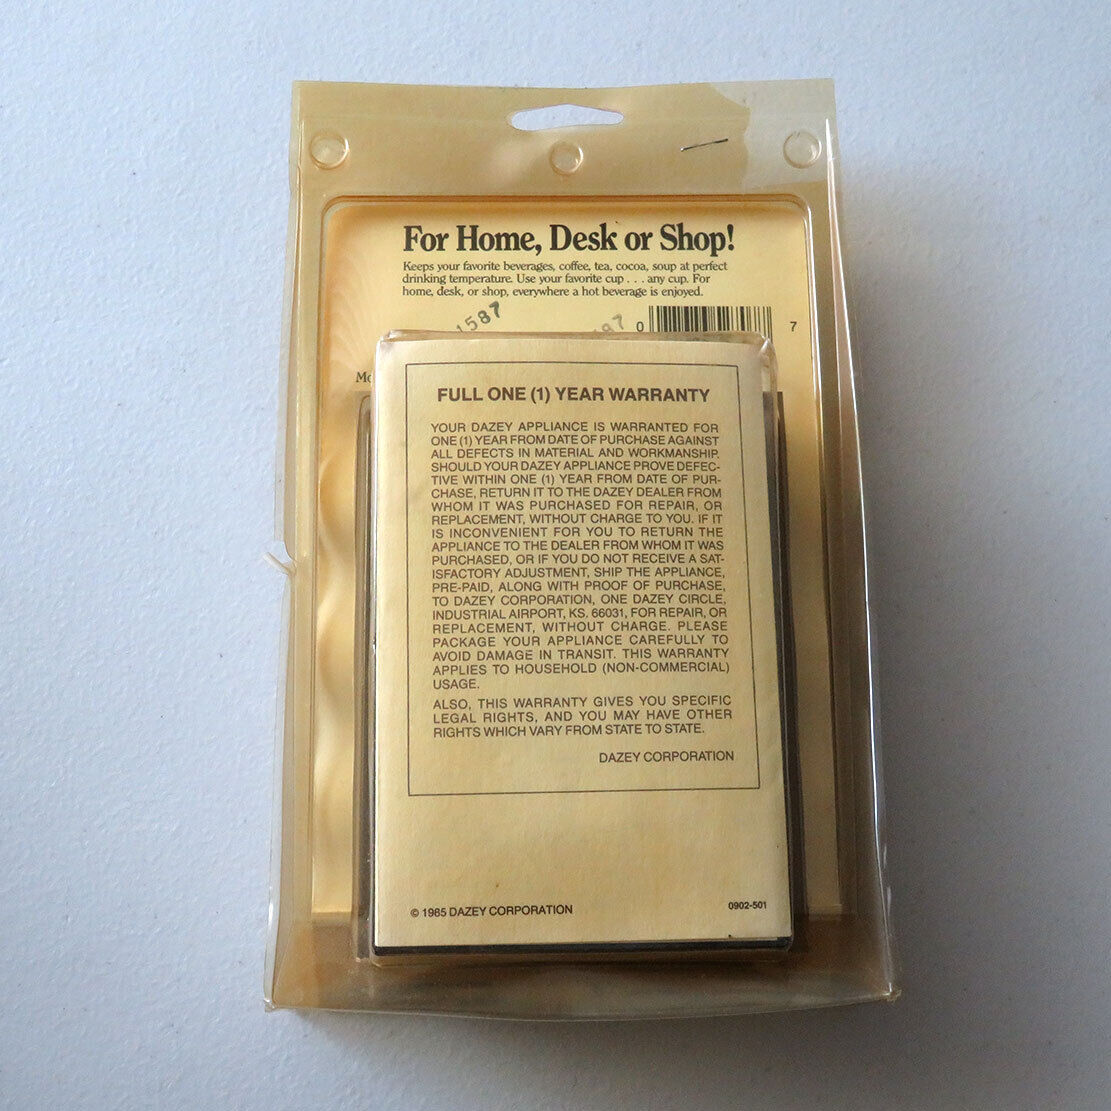 For Home, Desk or Shop!
Keeps your favorite beverages, coffee, tea, cocoa, soup at perfect
drinking temperature. Use your favorite cup . . . any cup. For
home, desk, or shop, everywhere a hot beverage is enjoyed.
1587
0 7
FULL ONE (1) YEAR WARRANTY
YOUR DAZEY APPLIANCE IS WARRANTED FOR
ONE (1) YEAR FROM DATE OF PURCHASE AGAINST
ALL DEFECTS IN MATERIAL AND WORKMANSHIP.
SHOULD YOUR DAZEY APPLIANCE PROVE DEFEC-
TIVE WITHIN ONE (1) YEAR FROM DATE OF PUR-
CHASE, RETURN IT TO THE DAZEY DEALER FROM
WHOM IT WAS PURCHASED FOR REPAIR, OR
REPLACEMENT, WITHOUT CHARGE TO YOU. IF IT
IS INCONVENIENT FOR YOU TO RETURN THE
APPLIANCE TO THE DEALER FROM WHOM IT WAS
PURCHASED, OR IF YOU DO NOT RECEIVE A SAT-
ISFACTORY ADJUSTMENT, SHIP THE APPLIANCE,
PRE-PAID, ALONG WITH PROOF OF PURCHASE,
TO DAZEY CORPORATION, ONE DAZEY CIRCLE,
INDUSTRIAL AIRPORT, KS. 66031, FOR REPAIR, OR
REPLACEMENT, WITHOUT CHARGE. PLEASE
PACKAGE YOUR APPLIANCE CAREFULLY TO
AVOID DAMAGE IN TRANSIT. THIS WARRANTY
APPLIES TO HOUSEHOLD (NON-COMMERCIAL)
USAGE.
ALSO, THIS WARRANTY GIVES YOU SPECIFIC
LEGAL RIGHTS, AND YOU MAY HAVE OTHER
RIGHTS WHICH VARY FROM STATE TO STATE.
DAZEY CORPORATION
© 1985 DAZEY CORPORATION 0902-501